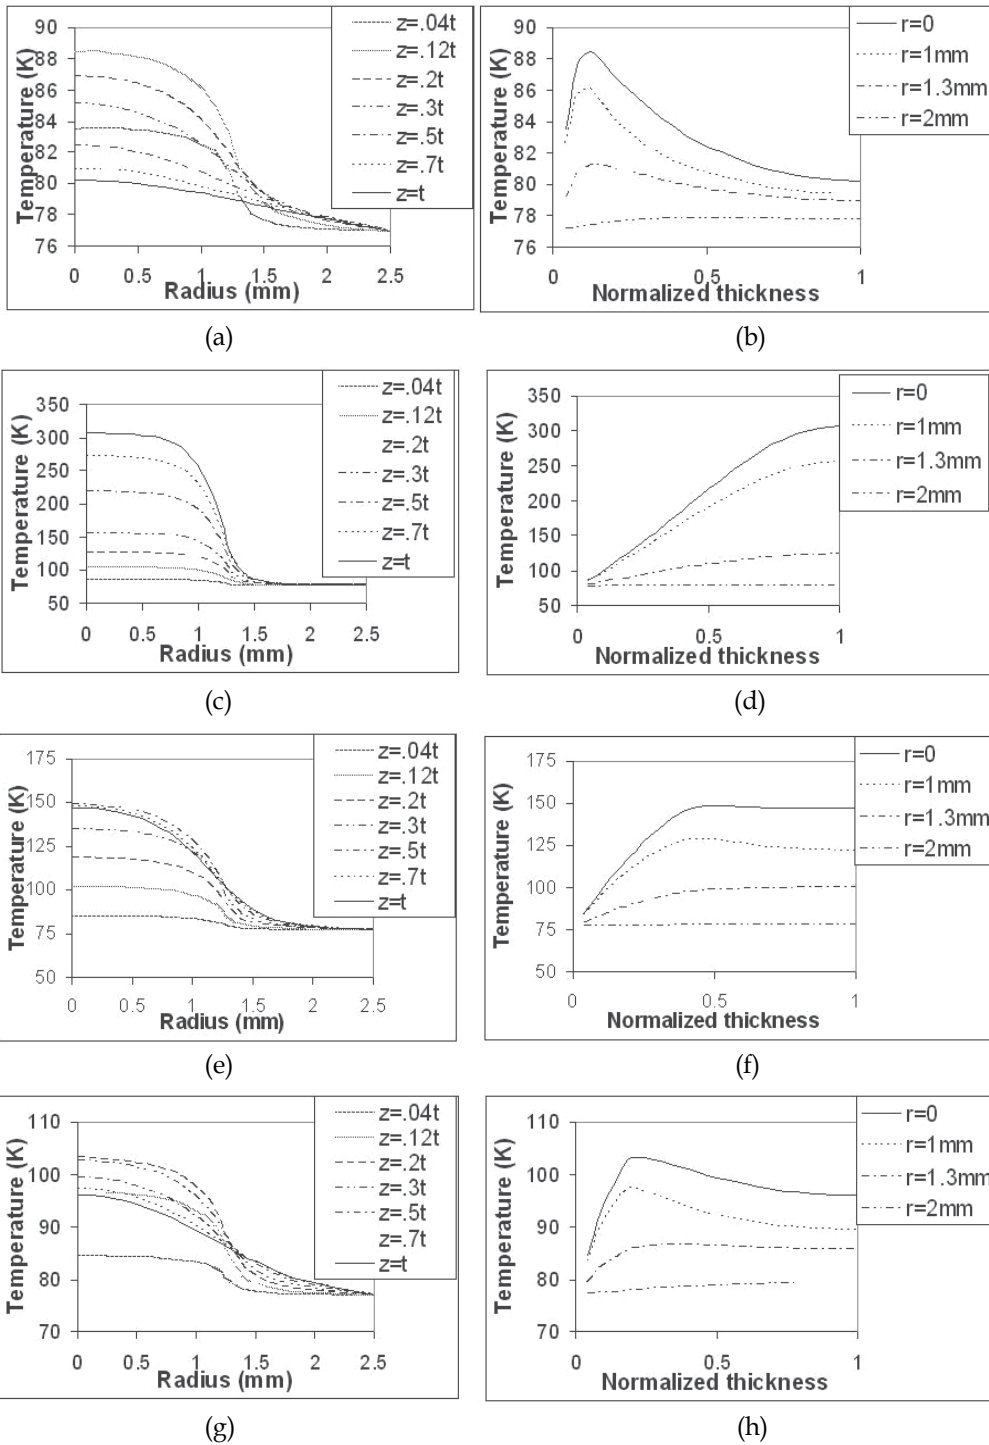 90
88
86
84
82
80
78
76
Temperature (K)
0 0.5 1 1.5 2 2.5
Radius (mm)
z=.04t
z=.12t
z=.2t
z=.3t
z=.5t
z=.7t
z=t
(a)
90
88
86
84
82
80
78
76
Temperature (K)
0 0.5 1
Normalized thickness
r=0
r=1mm
r=1.3mm
r=2mm
(b)
350
300
250
200
150
100
50
Temperature (K)
0 0.5 1 1.5 2 2.5
Radius (mm)
z=.04t
z=.12t
z=.2t
z=.3t
z=.5t
z=.7t
z=t
(c)
350
300
250
200
150
100
50
Temperature (K)
0 0.5 1
Normalized thickness
r=0
r=1mm
r=1.3mm
r=2mm
(d)
175
150
125
100
75
50
Temperature (K)
0 0.5 1 1.5 2 2.5
Radius (mm)
z=.04t
z=.12t
z=.2t
z=.3t
z=.5t
z=.7t
z=t
(e)
175
150
125
100
75
50
Temperature (K)
0 0.5 1
Normalized thickness
r=0
r=1mm
r=1.3mm
r=2mm
(f)
110
100
90
80
70
Temperature (K)
0 0.5 1 1.5 2 2.5
Radius (mm)
z=.04t
z=.12t
z=.2t
z=.3t
z=.5t
z=.7t
z=t
(g)
110
100
90
80
70
Temperature (K)
0 0.5 1
Normalized thickness
r=0
r=1mm
r=1.3mm
r=2mm
(h)